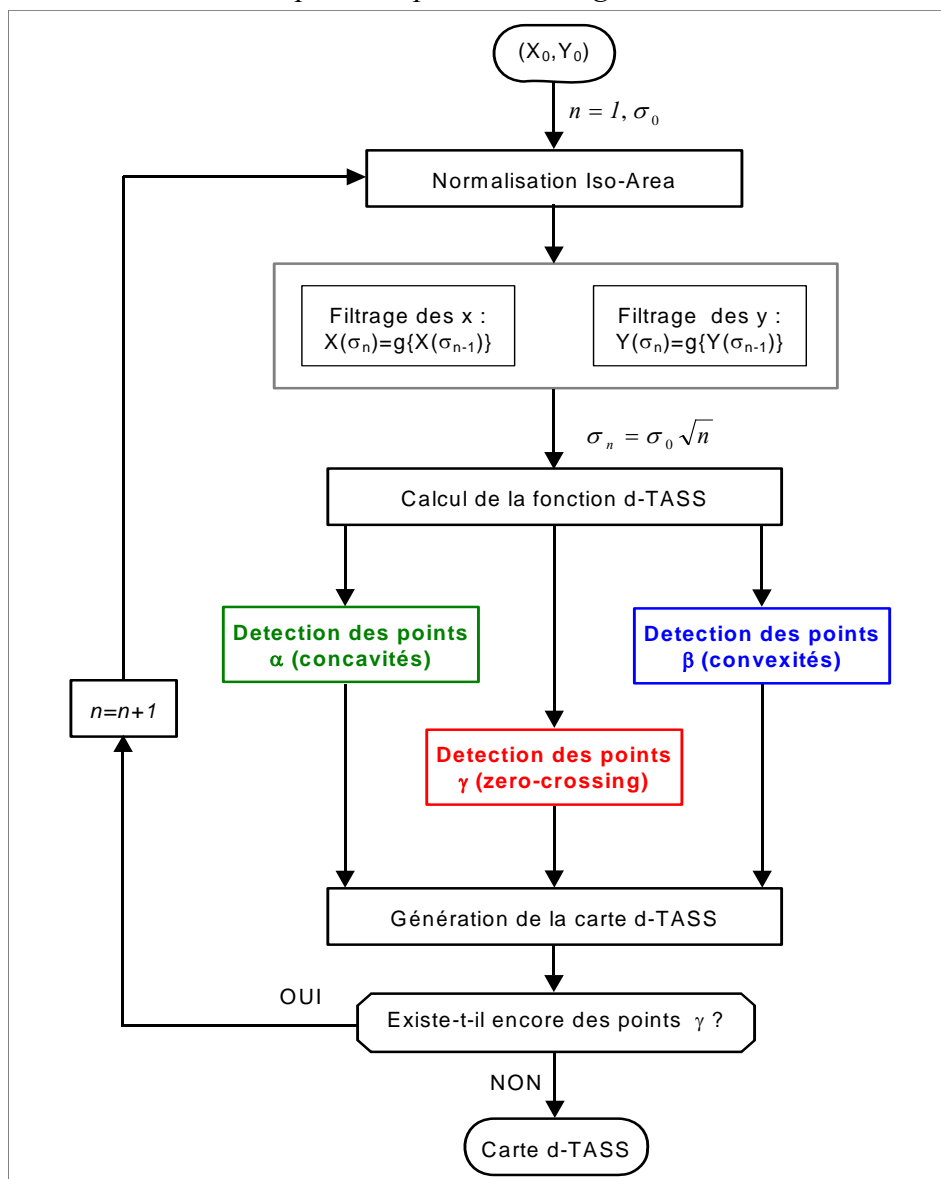 (X₀,Y₀)
n = 1, σ₀
Normalisation Iso-Area
Filtrage des x :
X(σₙ)=g{X(σₙ₋₁)}
Filtrage des y :
Y(σₙ)=g{Y(σₙ₋₁)}
σₙ = σ₀ √n
Calcul de la fonction d-TASS
Detection des points
α (concavités)
Detection des points
β (convexités)
n=n+1
Detection des points
γ (zero-crossing)
Génération de la carte d-TASS
OUI
Existe-t-il encore des points γ ?
NON
Carte d-TASS